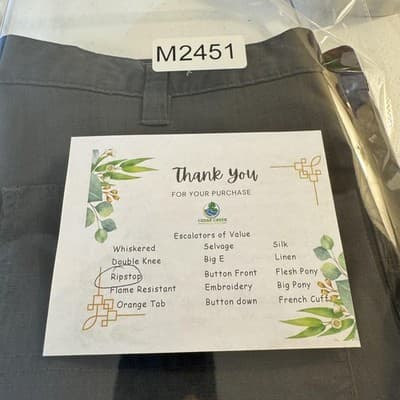 M2451
Thank You
FOR YOUR PURCHASE
Escalators of Value
Whiskered Selvage Silk
Double Knee Big E Linen
Ripstop Button Front Flesh Pony
Flame Resistant Embroidery Big Pony
Orange Tab Button down French Cuff